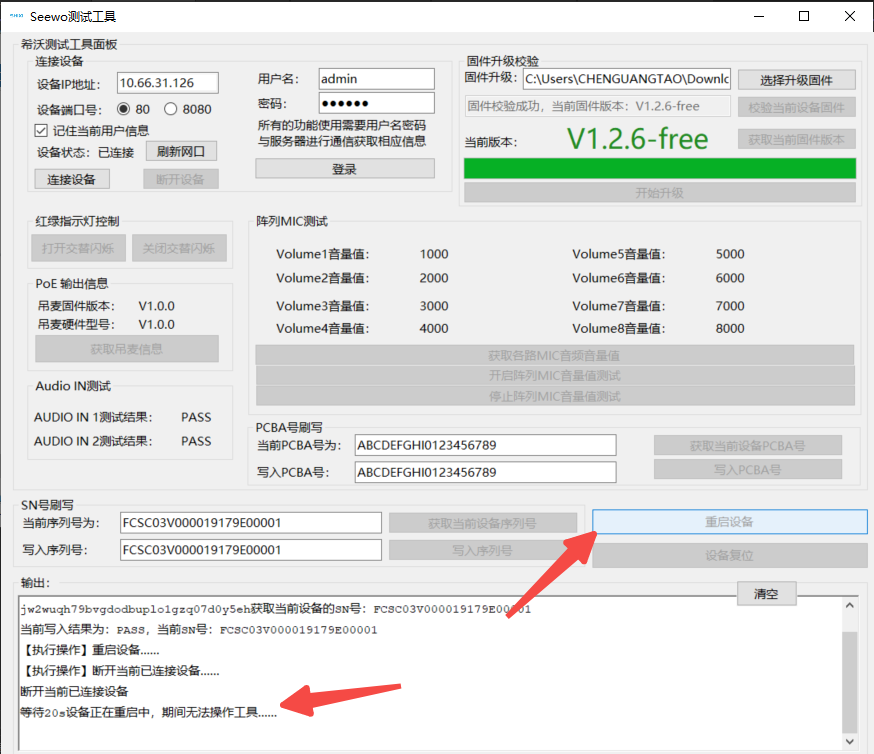 Seewo测试工具
希沃测试工具面板
连接设备
设备IP地址： 10.66.31.126
设备端口号： 80 8080
记住当前用户信息
设备状态： 已连接 刷新网口
连接设备 断开设备
用户名： admin
密码： ●●●●●●
所有的功能使用需要用户名密码
与服务器进行通信获取相应信息
登录
固件升级校验
固件升级： C:\Users\CHENGUANGTAO\Downlc 选择升级固件
固件校验成功，当前固件版本：V1.2.6-free 校验当前设备固件
当前版本： V1.2.6-free 获取当前固件版本
开始升级
红绿指示灯控制
打开交替闪烁 关闭交替闪烁
PoE 输出信息
吊麦固件版本： V1.0.0
吊麦硬件型号： V1.0.0
获取吊麦信息
Audio IN测试
AUDIO IN 1测试结果： PASS
AUDIO IN 2测试结果： PASS
阵列MIC测试
Volume1音量值： 1000 Volume5音量值： 5000
Volume2音量值： 2000 Volume6音量值： 6000
Volume3音量值： 3000 Volume7音量值： 7000
Volume4音量值： 4000 Volume8音量值： 8000
获取各路MIC音频音量值
开启阵列MIC音量值测试
停止阵列MIC音量值测试
PCBA号刷写
当前PCBA号为： ABCDEFGHI0123456789 获取当前设备PCBA号
写入PCBA号： ABCDEFGHI0123456789 写入PCBA号
SN号刷写
当前序列号为： FCSC03V000019179E00001 获取当前设备序列号 重启设备
写入序列号： FCSC03V000019179E00001 写入序列号 设备复位
输出： 清空
jw2wuqh79bvgdodbup1o1gzq07d0y5eh获取当前设备的SN号：FCSC03V000019179E00001
当前写入结果为：PASS，当前SN号：FCSC03V000019179E00001
【执行操作】重启设备......
【执行操作】断开当前已连接设备......
断开当前已连接设备
等待20s设备正在重启中，期间无法操作工具......